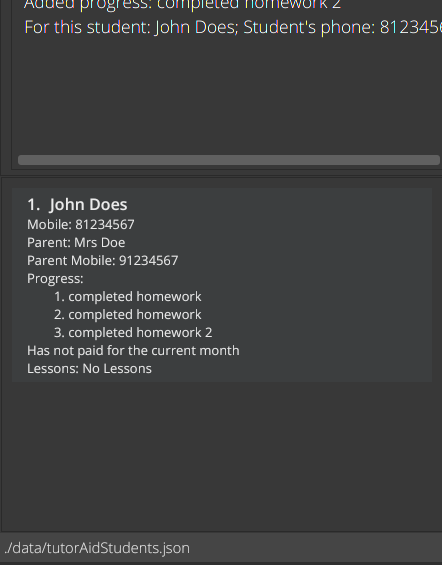 Added progress: completed homework 2
For this student: John Does; Student's phone: 812345
1. John Does
Mobile: 81234567
Parent: Mrs Doe
Parent Mobile: 91234567
Progress:
1. completed homework
2. completed homework
3. completed homework 2
Has not paid for the current month
Lessons: No Lessons
./data/tutorAidStudents.json